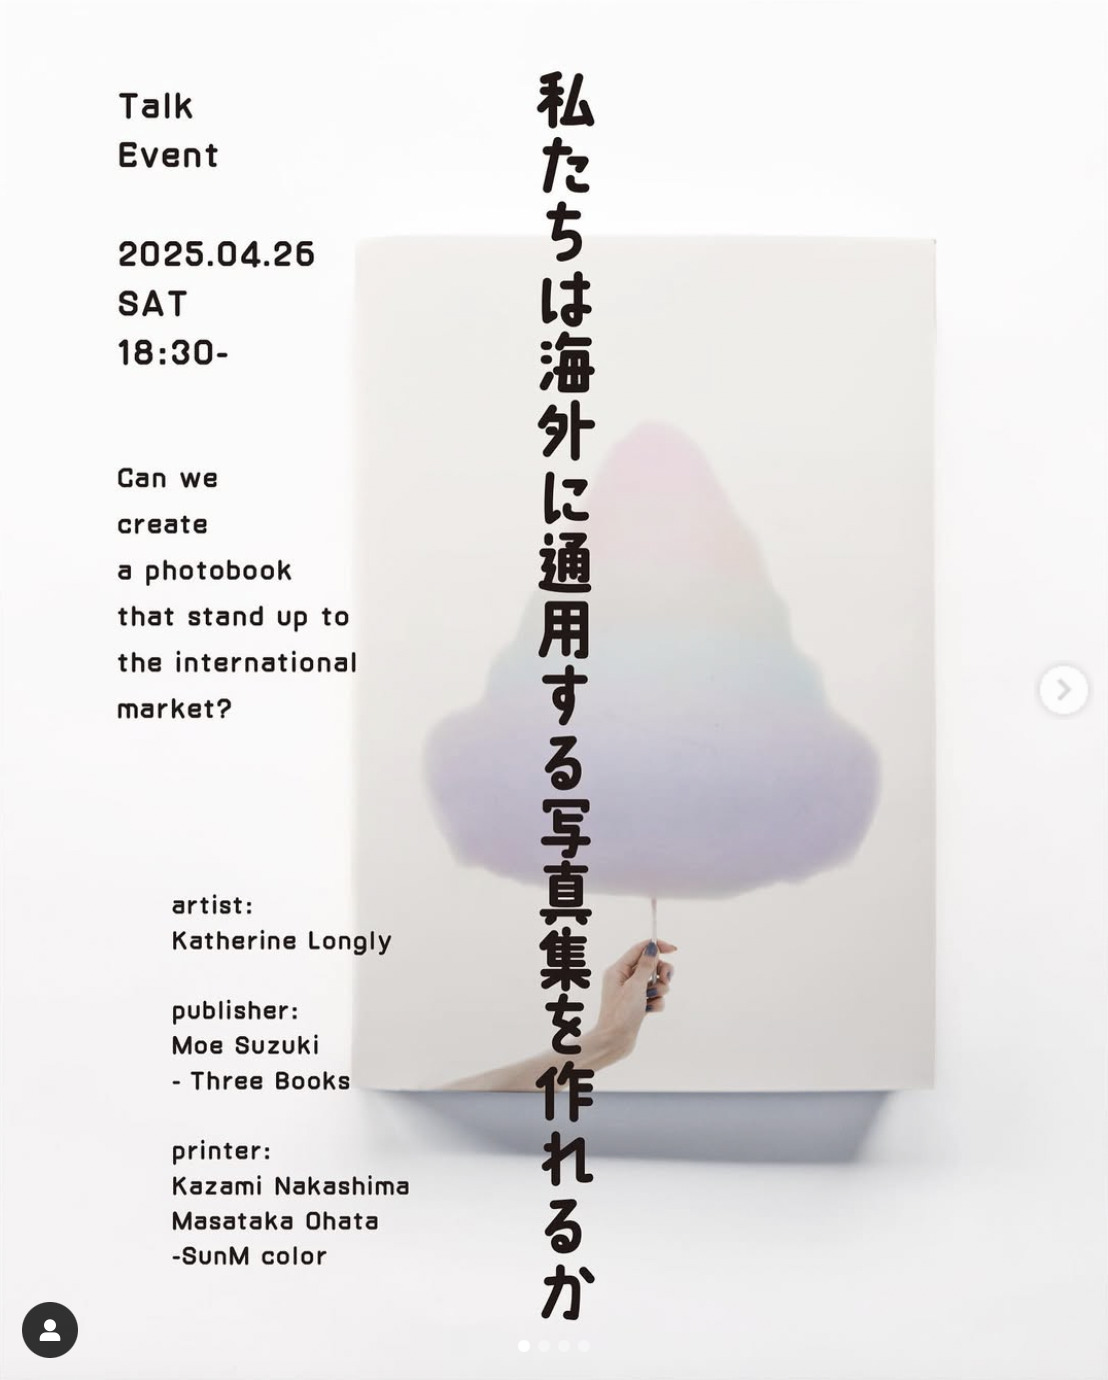 Talk
Event
2025.04.26
SAT
18:30-
Can we
create
a photobook
that stand up to
the international
market?
artist:
Katherine Longly
publisher:
Moe Suzuki
- Three Books
printer:
Kazami Nakashima
Masataka Ohata
-SunM color
私たちは海外に通用する写真集を作れるか